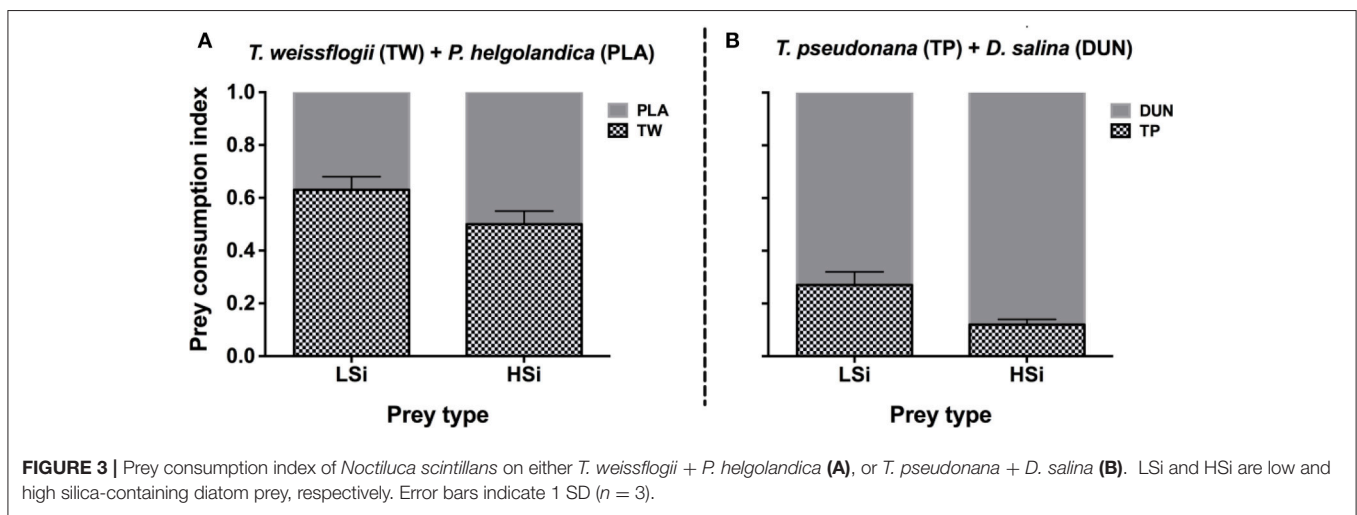 A
T. weissflogii (TW) + P. helgolandica (PLA)
Prey consumption index
1.0
0.8
0.6
0.4
0.2
0.0
PLA
TW
LSi
HSi
Prey type
B
T. pseudonana (TP) + D. salina (DUN)
DUN
TP
LSi
HSi
Prey type
FIGURE 3 | Prey consumption index of Noctiluca scintillans on either T. weissflogii + P. helgolandica (A), or T. pseudonana + D. salina (B). LSi and HSi are low and
high silica-containing diatom prey, respectively. Error bars indicate 1 SD (n = 3).